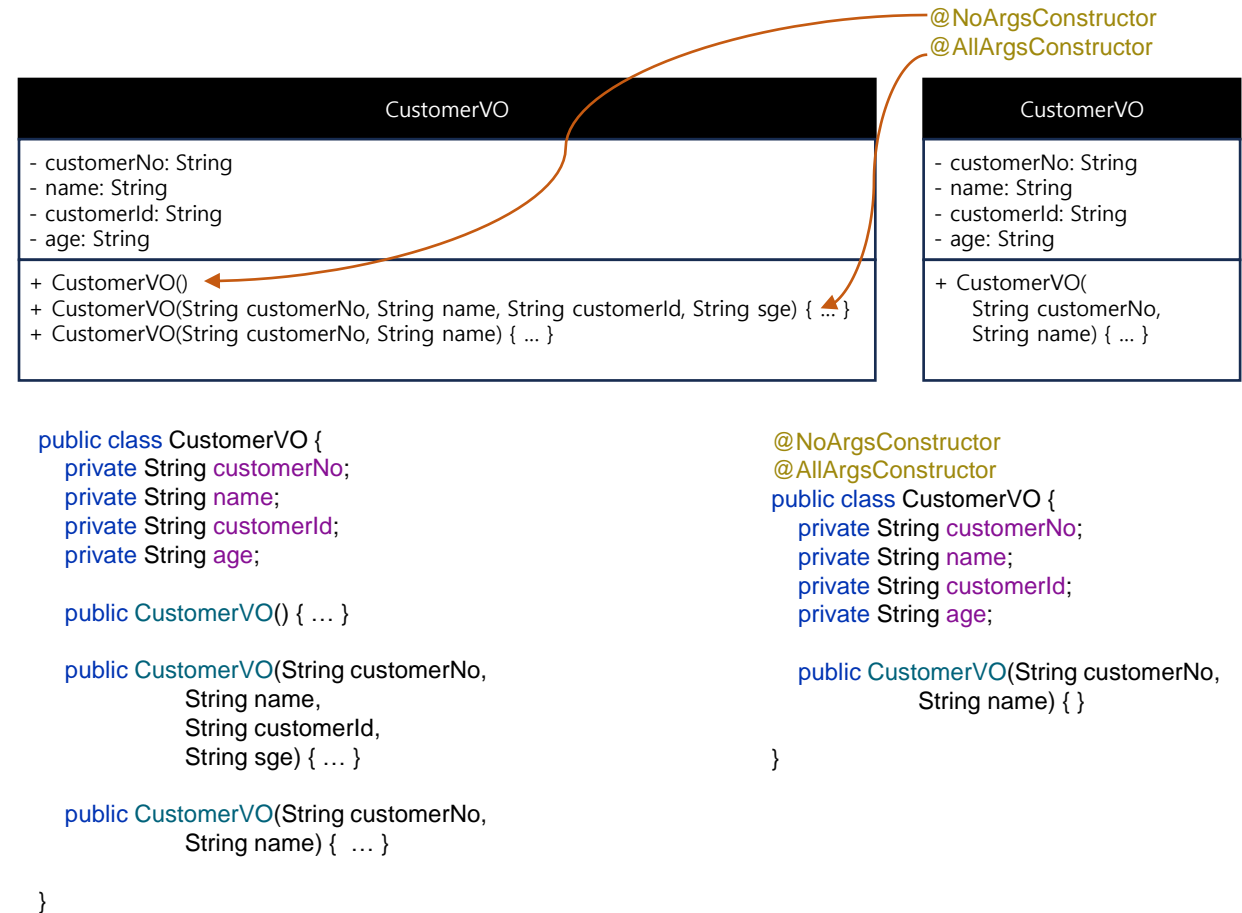 @NoArgsConstructor
@AllArgsConstructor
CustomerVO
- customerNo: String
- name: String
- customerId: String
- age: String
+ CustomerVO()
+ CustomerVO(String customerNo, String name, String customerId, String sge) { ... }
+ CustomerVO(String customerNo, String name) { ... }
CustomerVO
- customerNo: String
- name: String
- customerId: String
- age: String
+ CustomerVO(
String customerNo,
String name) { ... }
public class CustomerVO {
private String customerNo;
private String name;
private String customerId;
private String age;
public CustomerVO() { … }
public CustomerVO(String customerNo,
String name,
String customerId,
String sge) { … }
public CustomerVO(String customerNo,
String name) {  … }
}
@NoArgsConstructor
@AllArgsConstructor
public class CustomerVO {
private String customerNo;
private String name;
private String customerId;
private String age;
public CustomerVO(String customerNo,
String name) { }
}